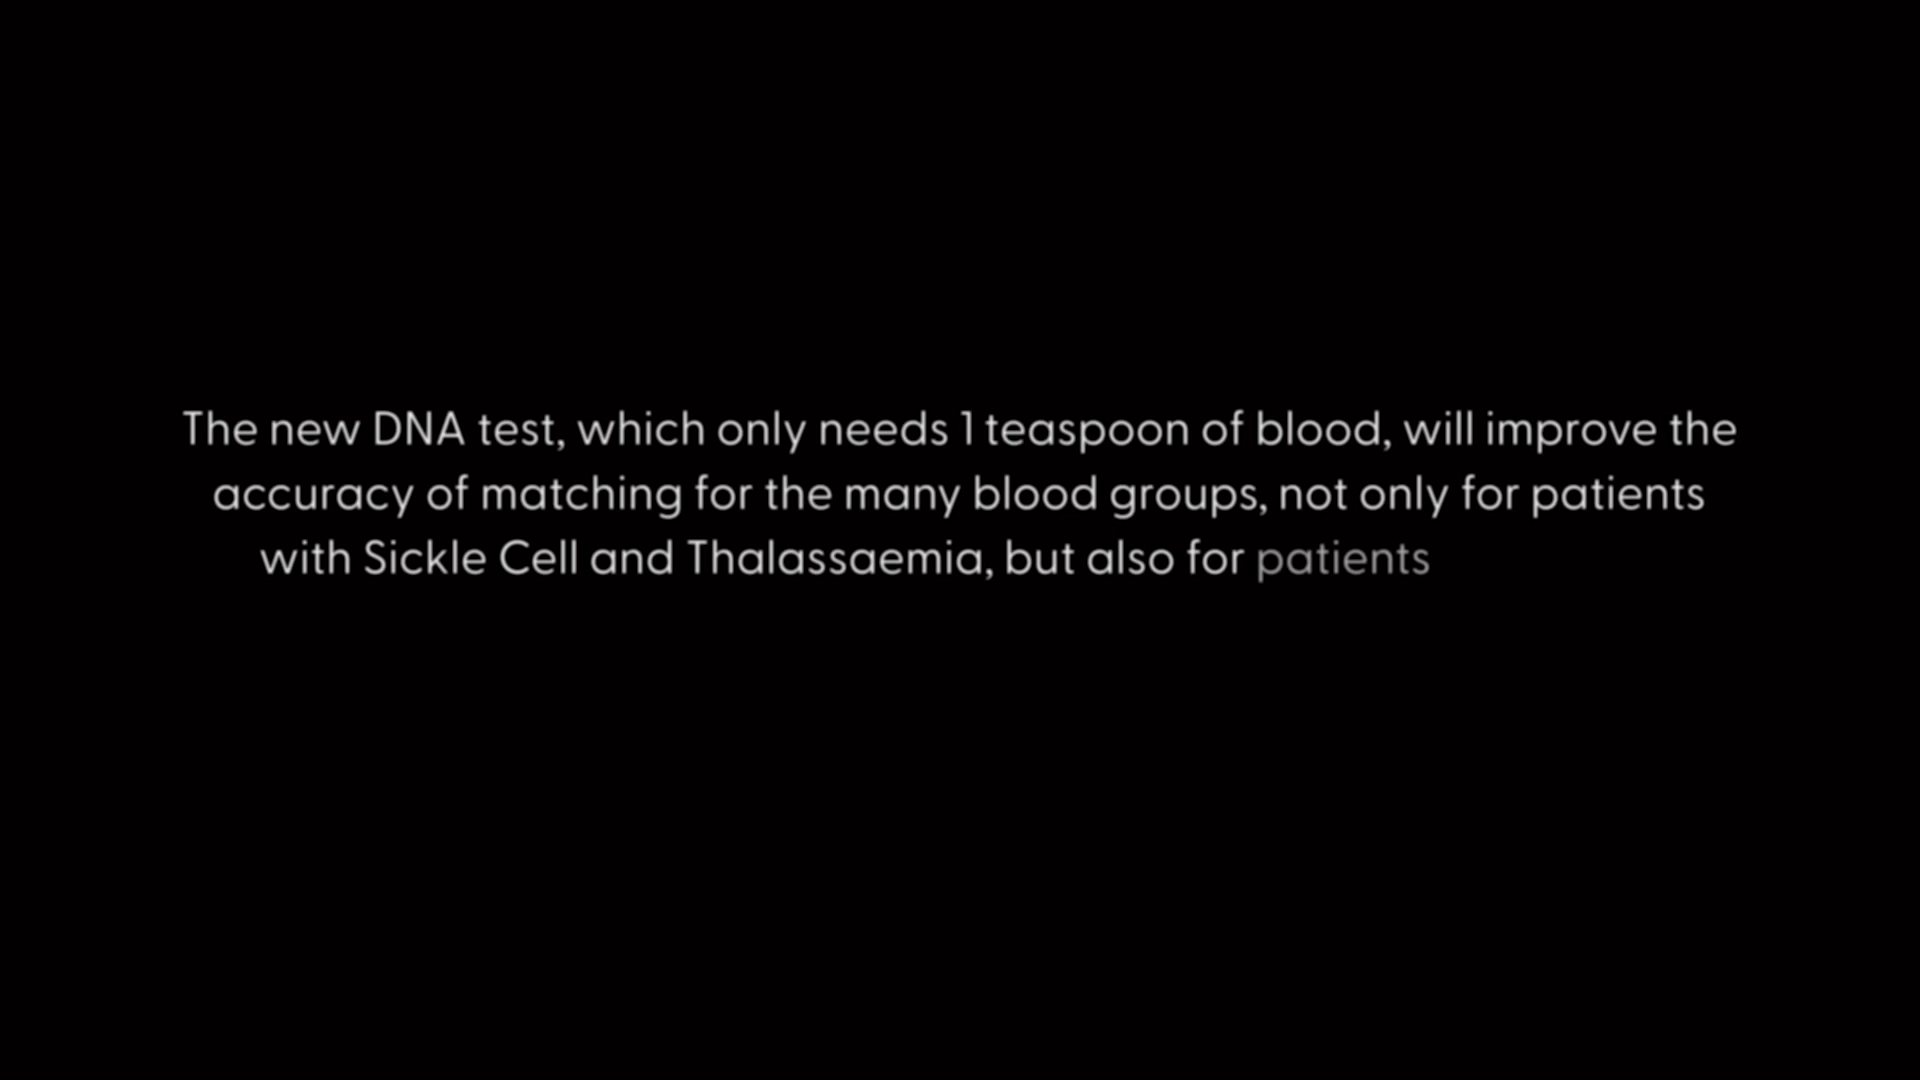 The new DNA test, which only needs 1 teaspoon of blood, will improve the
accuracy of matching for the many blood groups, not only for patients
with Sickle Cell and Thalassaemia, but also for patients